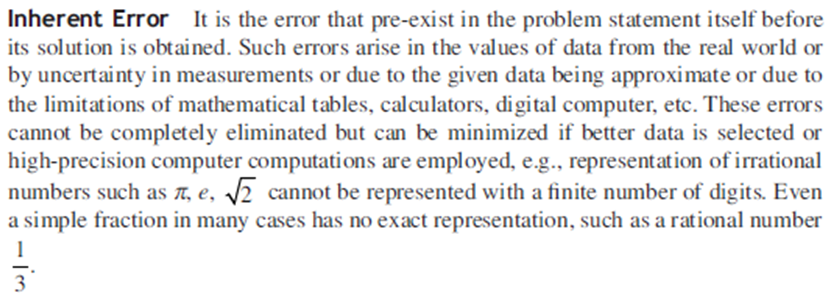 Inherent Error It is the error that pre-exist in the problem statement itself before
its solution is obtained. Such errors arise in the values of data from the real world or
by uncertainty in measurements or due to the given data being approximate or due to
the limitations of mathematical tables, calculators, digital computer, etc. These errors
cannot be completely eliminated but can be minimized if better data is selected or
high-precision computer computations are employed, e.g., representation of irrational
numbers such as π, e, √2 cannot be represented with a finite number of digits. Even
a simple fraction in many cases has no exact representation, such as a rational number
1/3.